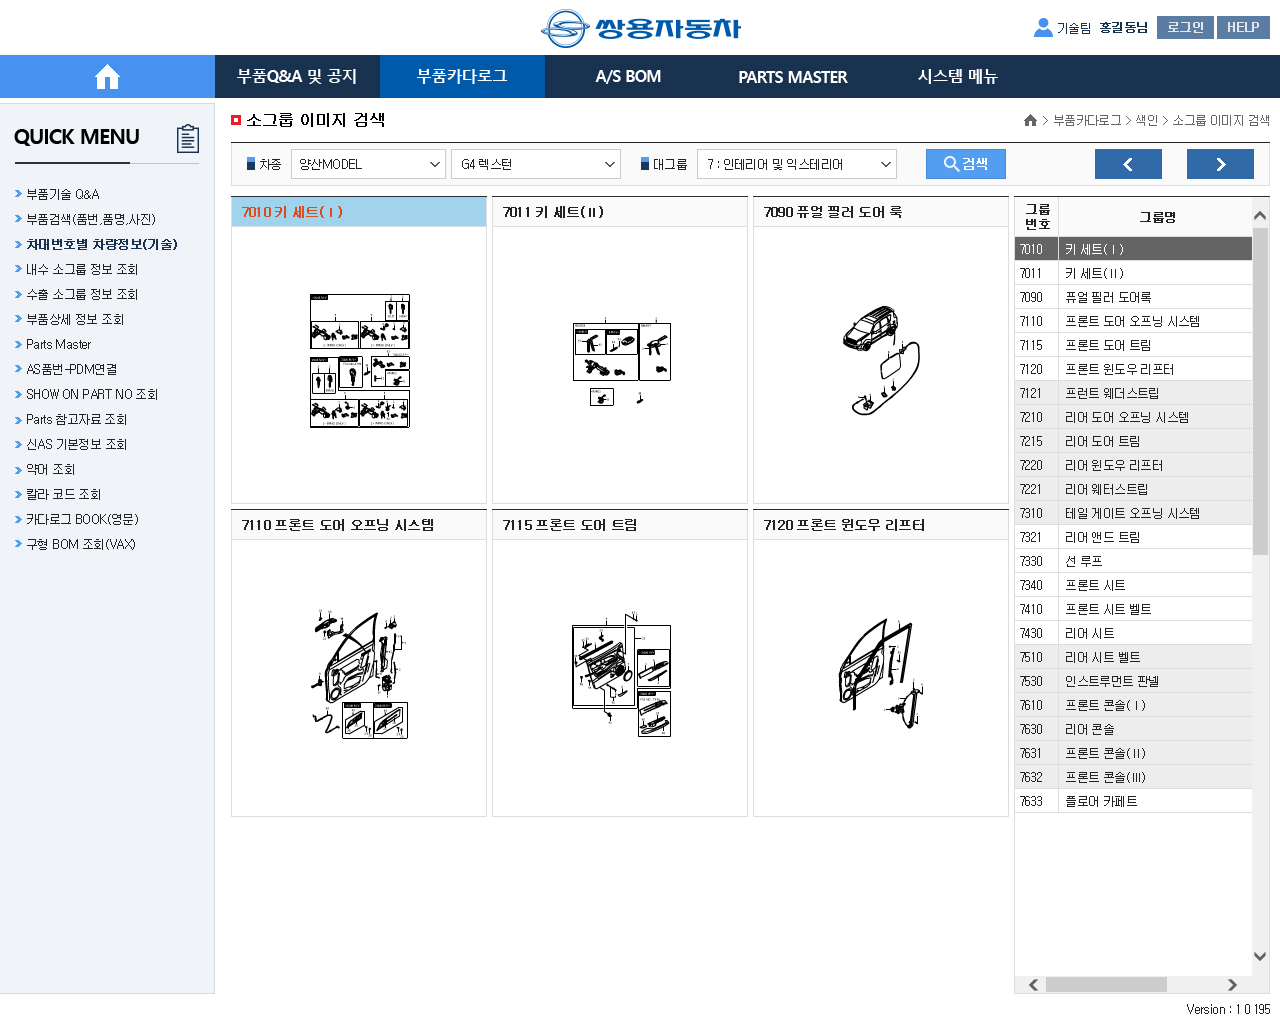 쌍용자동차
기술팀 홍길동님 로그인 HELP
부품Q&A 및 공지 부품카다로그 A/S BOM PARTS MASTER 시스템 메뉴
QUICK MENU
부품기술 Q&A
부품검색(품번,품명,사진)
차대번호별 차량정보(기술)
내수 소그룹 정보 조회
수출 소그룹 정보 조회
부품상세 정보 조회
Parts Master
AS품번-PDM연결
SHOW ON PART NO 조회
Parts 참고자료 조회
신AS 기본정보 조회
약어 조회
칼라 코드 조회
카다로그 BOOK(영문)
구형 BOM 조회(VAX)
소그룹 이미지 검색
> 부품카다로그 > 색인 > 소그룹 이미지 검색
차종 양산MODEL G4 렉스턴 대그룹 7 : 인테리어 및 익스테리어 검색
7010 키 세트(Ⅰ)
7011 키 세트(Ⅱ)
7090 퓨얼 필러 도어 룩
7110 프론트 도어 오프닝 시스템
7115 프론트 도어 트림
7120 프론트 윈도우 리프터
그룹
번호
그룹명
7010 키 세트(Ⅰ)
7011 키 세트(Ⅱ)
7090 퓨얼 필러 도어록
7110 프론트 도어 오프닝 시스템
7115 프론트 도어 트림
7120 프론트 윈도우 리프터
7121 프런트 웨더스트립
7210 리어 도어 오프닝 시스템
7215 리어 도어 트림
7220 리어 윈도우 리프터
7221 리어 웨터스트립
7310 테일 게이트 오프닝 시스템
7321 리어 앤드 트림
7330 선 루프
7340 프론트 시트
7410 프론트 시트 벨트
7430 리어 시트
7510 리어 시트 벨트
7530 인스트루먼트 판넬
7610 프론트 콘솔(Ⅰ)
7630 리어 콘솔
7631 프론트 콘솔(Ⅱ)
7632 프론트 콘솔(Ⅲ)
7633 플로어 카페트
Version : 1 0 195